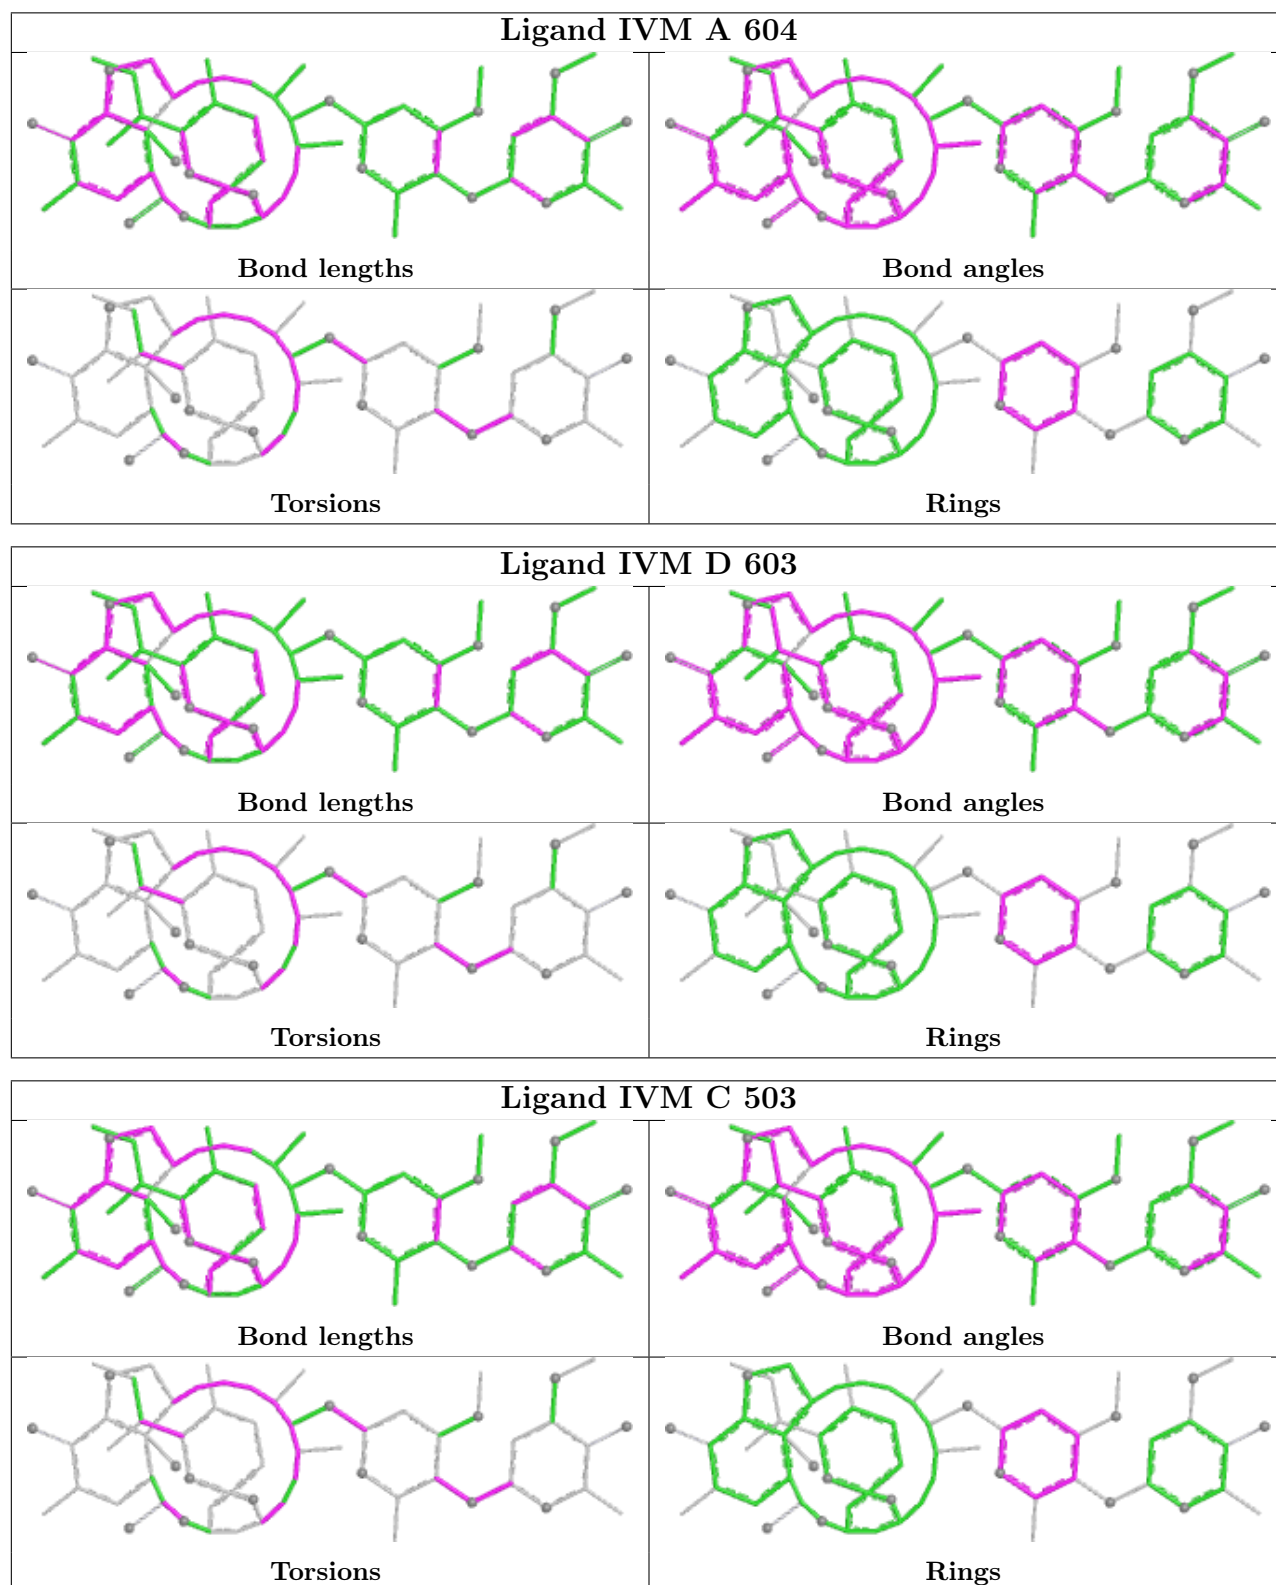 Ligand IVM A 604
Bond lengths
Bond angles
Torsions
Rings
Ligand IVM D 603
Bond lengths
Bond angles
Torsions
Rings
Ligand IVM C 503
Bond lengths
Bond angles
Torsions
Rings